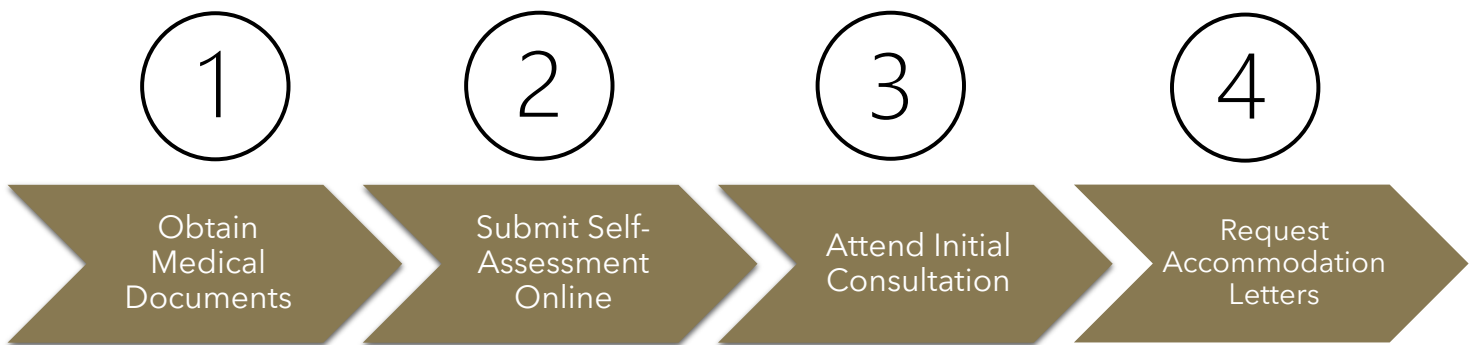 1
2
3
4
Obtain
Medical
Documents
Submit Self-
Assessment
Online
Attend Initial
Consultation
Request
Accommodation
Letters